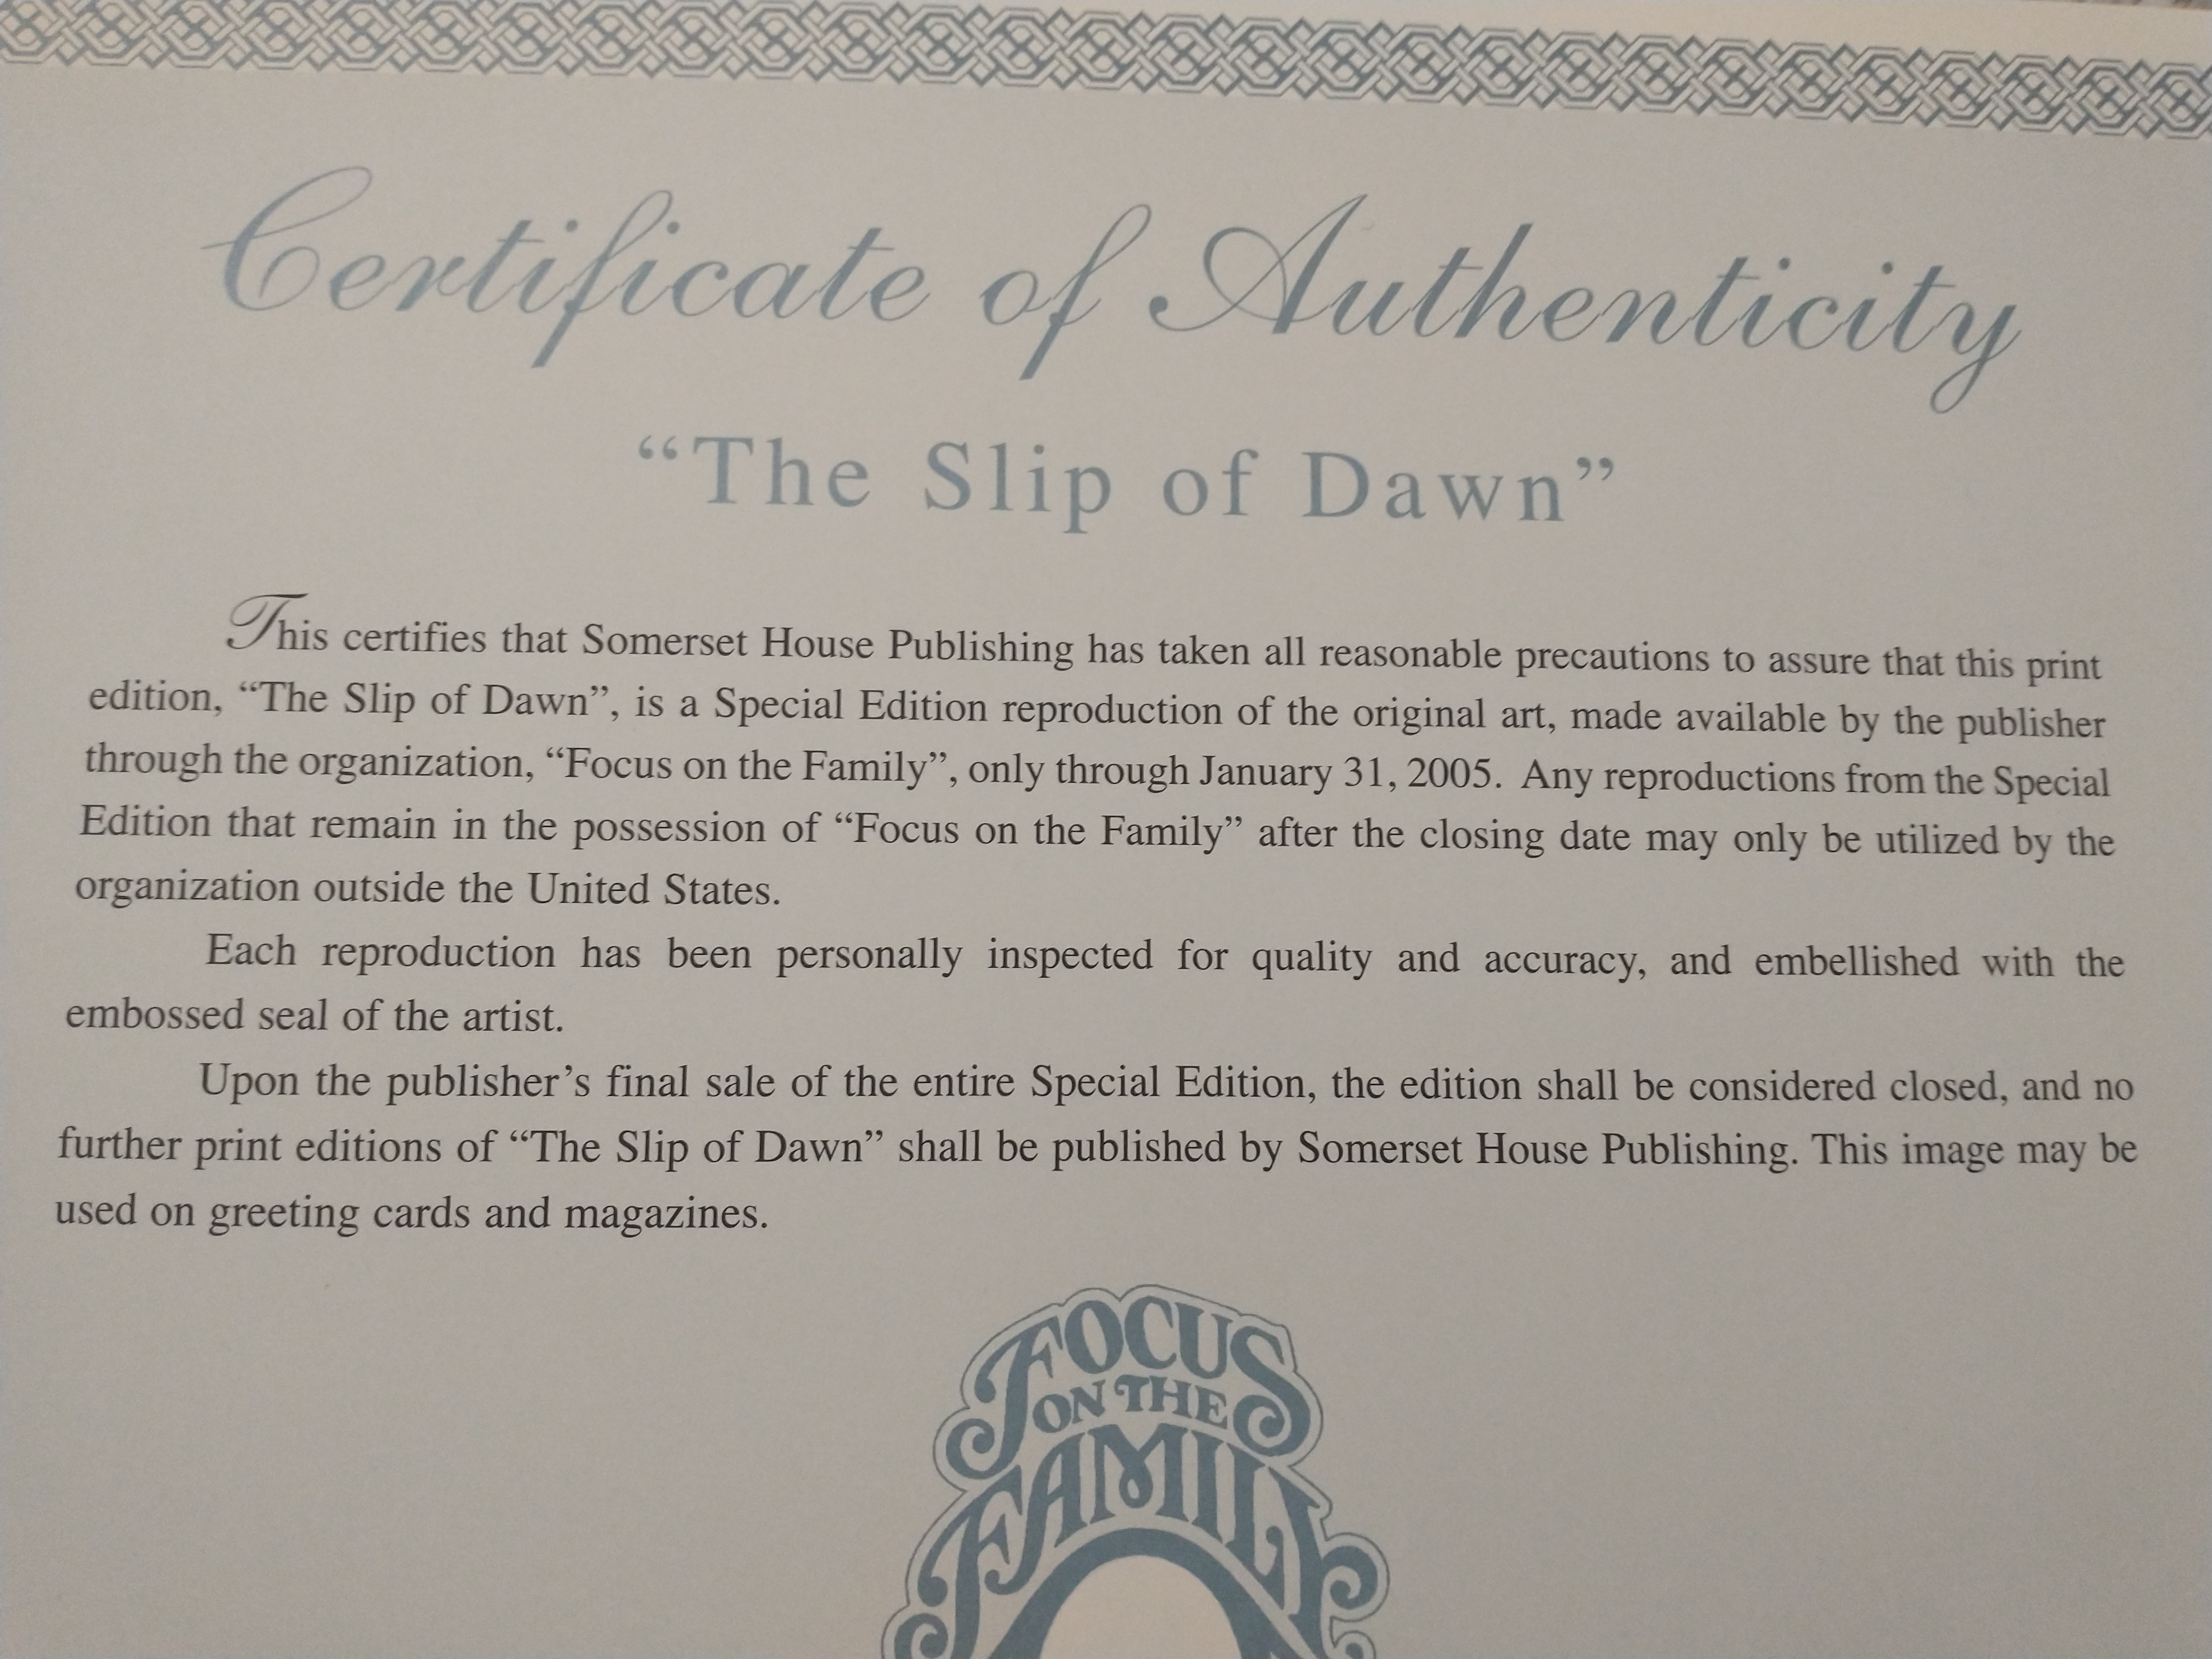 Certificate of Authenticity
“The Slip of Dawn”
This certifies that Somerset House Publishing has taken all reasonable precautions to assure that this print
edition, “The Slip of Dawn”, is a Special Edition reproduction of the original art, made available by the publisher
through the organization, “Focus on the Family”, only through January 31, 2005. Any reproductions from the Special
Edition that remain in the possession of “Focus on the Family” after the closing date may only be utilized by the
organization outside the United States.
Each reproduction has been personally inspected for quality and accuracy, and embellished with the
embossed seal of the artist.
Upon the publisher’s final sale of the entire Special Edition, the edition shall be considered closed, and no
further print editions of “The Slip of Dawn” shall be published by Somerset House Publishing. This image may be
used on greeting cards and magazines.
FOCUS
ON THE
FAMILY